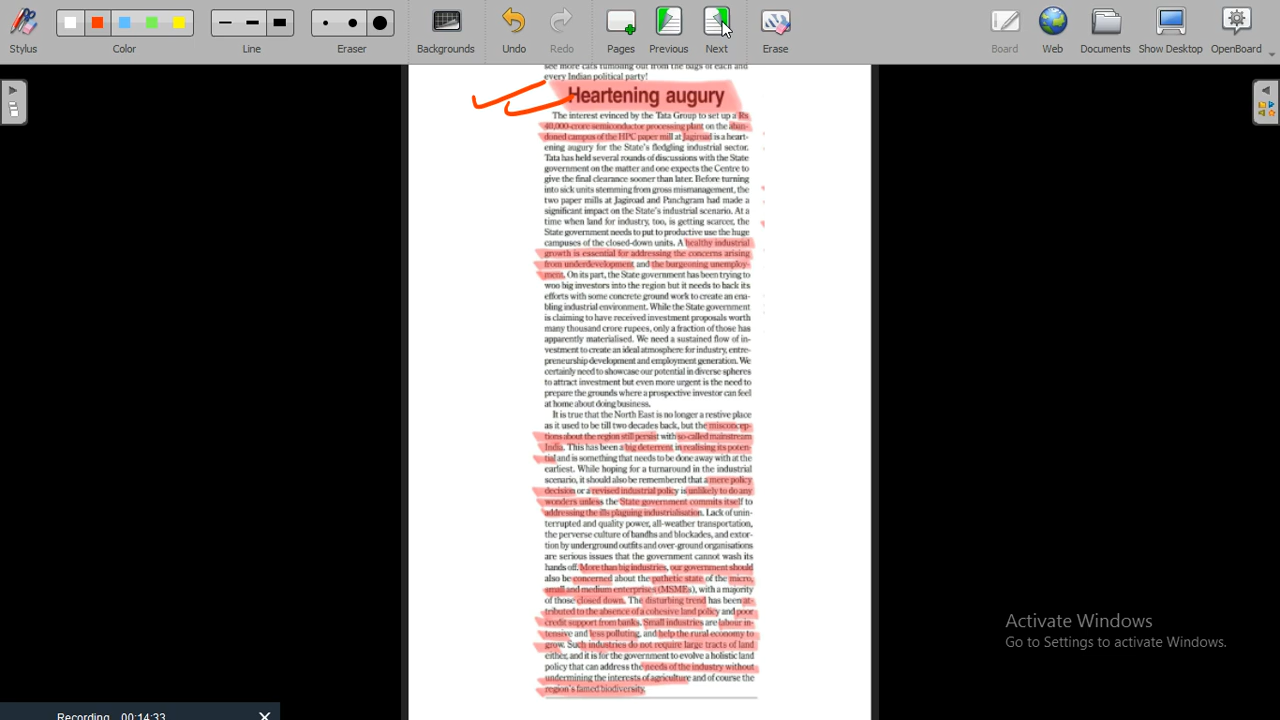 Stylus
Color
Line
Eraser
Backgrounds
Undo
Redo
Pages
Previous
Next
Erase
Board
Web
Documents
Show Desktop
OpenBoard
see more cats tumbling out from the bags of each and
every Indian political party!
Heartening augury
The interest evinced by the Tata Group to set up a Rs
40,000-crore semiconductor processing plant on the aban-
doned campus of the HPC paper mill at Jagiroad is a heart-
ening augury for the State's fledgling industrial sector.
Tata has held several rounds of discussions with the State
government on the matter and one expects the Centre to
give the final clearance sooner than later. Before turning
into sick units stemming from gross mismanagement, the
two paper mills at Jagiroad and Panchgram had made a
significant impact on the State's industrial scenario. At a
time when land for industry, too, is getting scarcer, the
State government needs to put to productive use the huge
campuses of the closed-down units. A healthy industrial
growth is essential for addressing the concerns arising
from underdevelopment and the burgeoning unemploy-
ment. On its part, the State government has been trying to
woo big investors into the region but it needs to back its
efforts with some concrete ground work to create an ena-
bling industrial environment. While the State government
is claiming to have received investment proposals worth
many thousand crore rupees, only a fraction of those has
apparently materialised. We need a sustained flow of in-
vestment to create an ideal atmosphere for industry, entre-
preneurship development and employment generation. We
certainly need to showcase our potential in diverse spheres
to attract investment but even more urgent is the need to
prepare the grounds where a prospective investor can feel
at home about doing business.
It is true that the North East is no longer a restive place
as it used to be till two decades back, but the misconcep-
tions about the region still persist with so-called mainstream
India. This has been a big deterrent in realising its poten-
tial and is something that needs to be done away with at the
earliest. While hoping for a turnaround in the industrial
scenario, it should also be remembered that a mere policy
decision or a revised industrial policy is unlikely to do any
wonders unless the State government commits itself to
addressing the ills plaguing industrialisation. Lack of unin-
terrupted and quality power, all-weather transportation,
the perverse culture of bandhs and blockades, and extor-
tion by underground outfits and over-ground organisations
are serious issues that the government cannot wash its
hands off. More than big industries, our government should
also be concerned about the pathetic state of the micro,
small and medium enterprises (MSMEs), with a majority
of those closed down. The disturbing trend has been at-
tributed to the absence of a cohesive land policy and poor
credit support from banks. Small industries are labour in-
tensive and less polluting, and help the rural economy to
grow. Such industries do not require large tracts of land
either, and it is for the government to evolve a holistic land
policy that can address the needs of the industry without
undermining the interests of agriculture and of course the
region's famed biodiversity.
Activate Windows
Go to Settings to activate Windows.
Recording 00:14:33